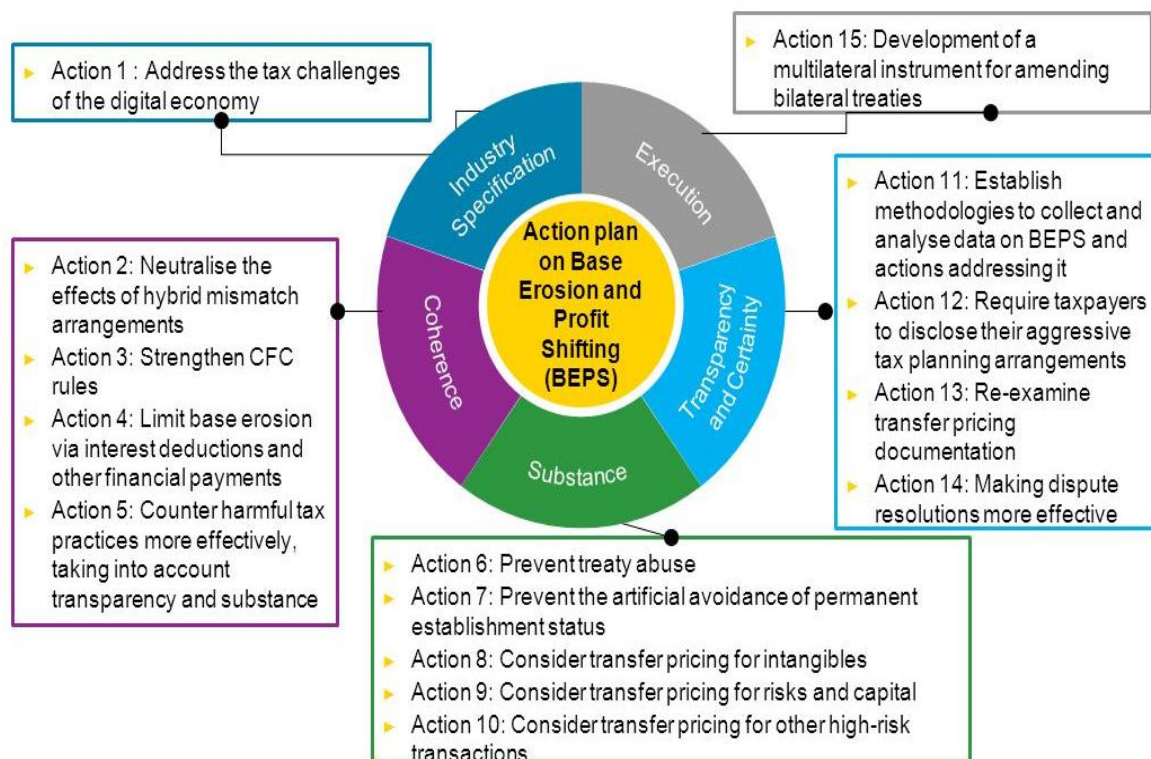 ► Action 1 : Address the tax challenges
of the digital economy
► Action 15: Development of a
multilateral instrument for amending
bilateral treaties
Industry
Specification
Execution
Action plan
on Base
Erosion and
Profit
Shifting
(BEPS)
Coherence
Transparency
and Certainty
Substance
► Action 2: Neutralise the
effects of hybrid mismatch
arrangements
► Action 3: Strengthen CFC
rules
► Action 4: Limit base erosion
via interest deductions and
other financial payments
► Action 5: Counter harmful tax
practices more effectively,
taking into account
transparency and substance
► Action 11: Establish
methodologies to collect and
analyse data on BEPS and
actions addressing it
► Action 12: Require taxpayers
to disclose their aggressive
tax planning arrangements
► Action 13: Re-examine
transfer pricing
documentation
► Action 14: Making dispute
resolutions more effective
► Action 6: Prevent treaty abuse
► Action 7: Prevent the artificial avoidance of permanent
establishment status
► Action 8: Consider transfer pricing for intangibles
► Action 9: Consider transfer pricing for risks and capital
► Action 10: Consider transfer pricing for other high-risk
transactions